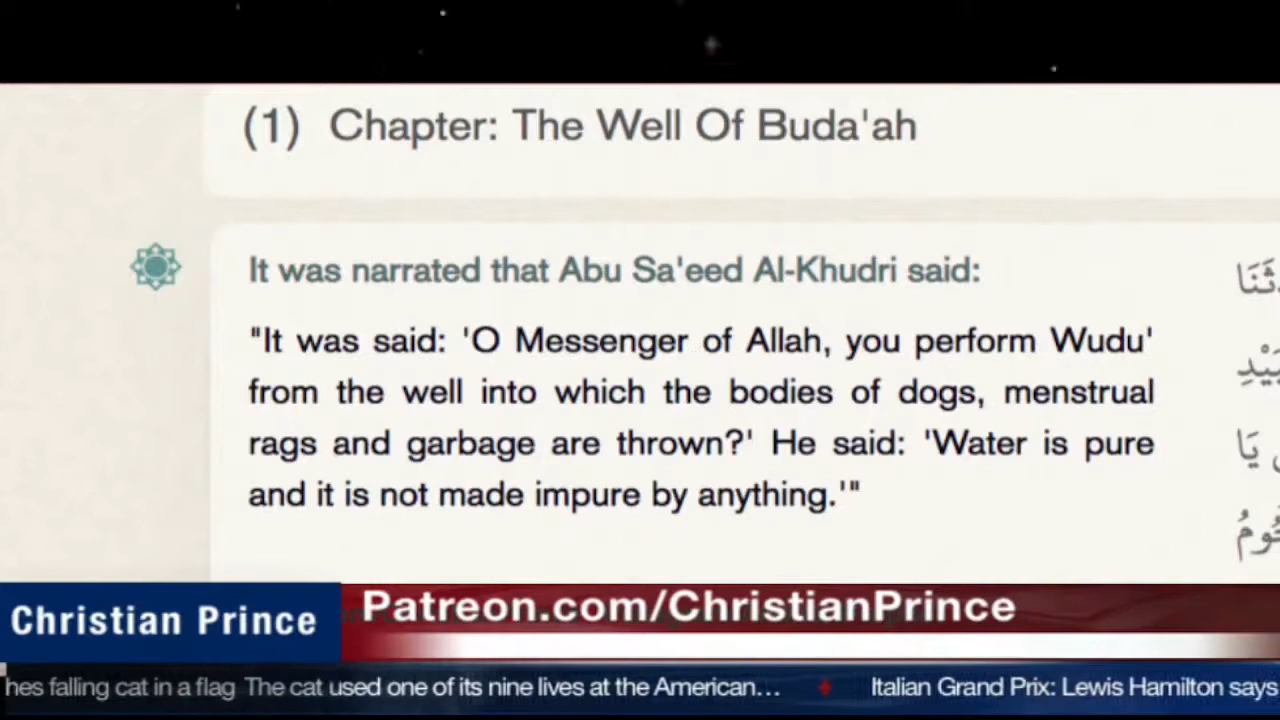 (1) Chapter: The Well Of Buda'ah
It was narrated that Abu Sa'eed Al-Khudri said:
"It was said: 'O Messenger of Allah, you perform Wudu'
from the well into which the bodies of dogs, menstrual
rags and garbage are thrown?' He said: 'Water is pure
and it is not made impure by anything.'"
يَا
Christian Prince
Patreon.com/ChristianPrince
hes falling cat in a flag The cat used one of its nine lives at the American... Italian Grand Prix: Lewis Hamilton says